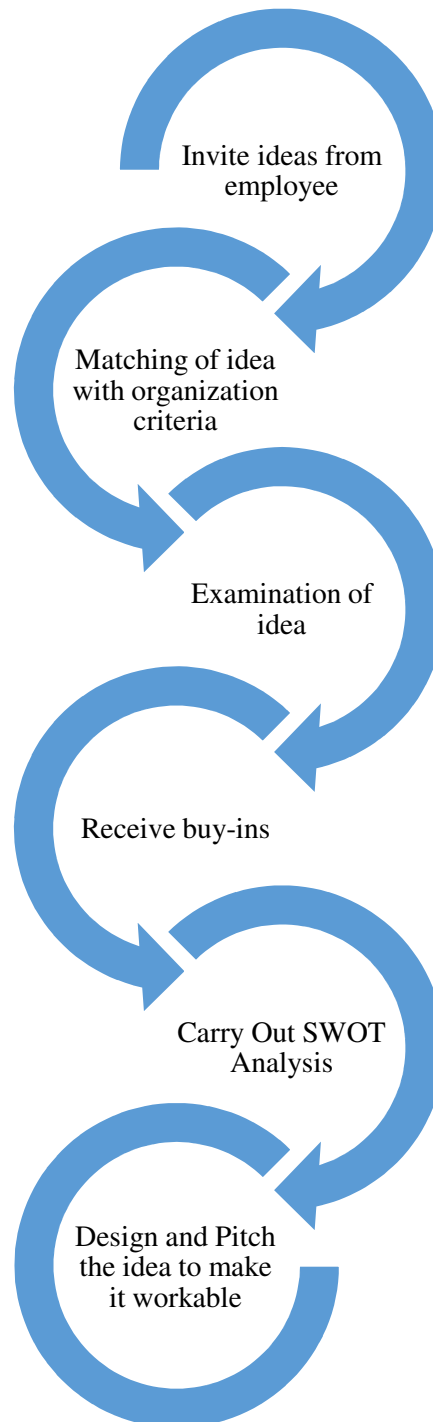 Invite ideas from
employee
Matching of idea
with organization
criteria
Examination of
idea
Receive buy-ins
Carry Out SWOT
Analysis
Design and Pitch
the idea to make
it workable